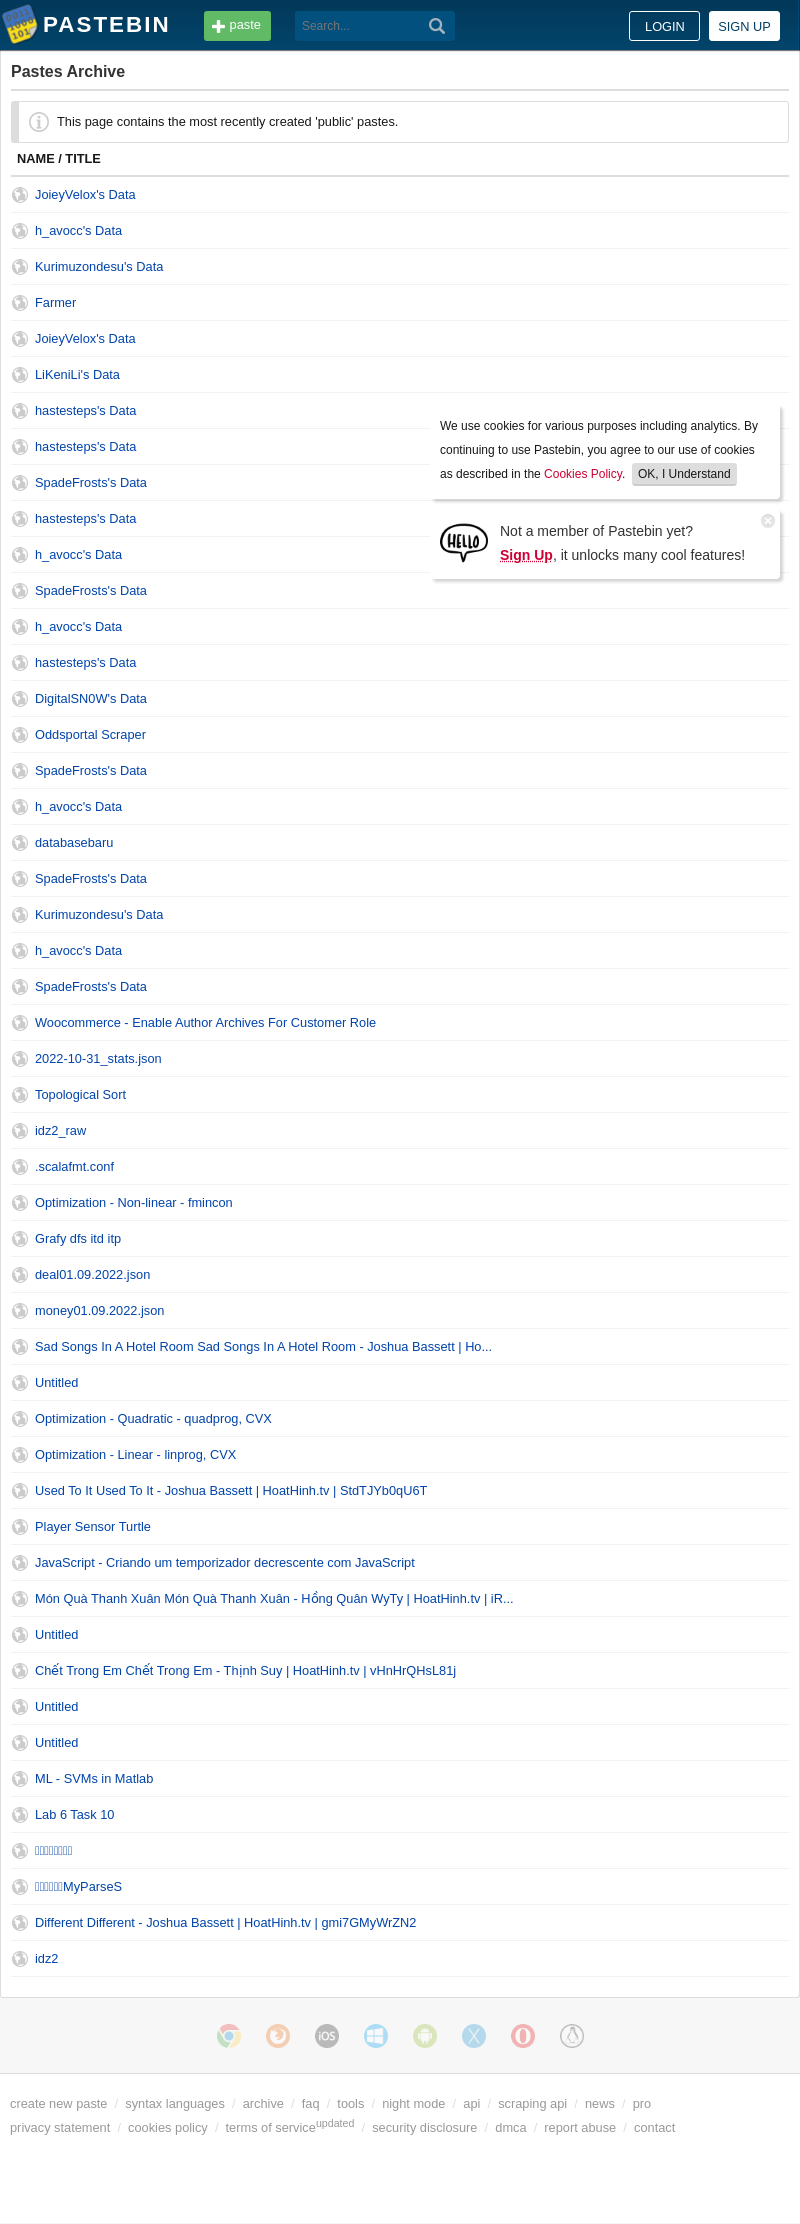 PASTEBIN
paste
Search...
LOGIN
SIGN UP
Pastes Archive
This page contains the most recently created 'public' pastes.
NAME / TITLE
JoieyVelox's Data
h_avocc's Data
Kurimuzondesu's Data
Farmer
JoieyVelox's Data
LiKeniLi's Data
hastesteps's Data
hastesteps's Data
SpadeFrosts's Data
hastesteps's Data
h_avocc's Data
We use cookies for various purposes including analytics. By
continuing to use Pastebin, you agree to our use of cookies
as described in the Cookies Policy. OK, I Understand
HELLO
Not a member of Pastebin yet?
Sign Up, it unlocks many cool features!
SpadeFrosts's Data
h_avocc's Data
hastesteps's Data
DigitalSN0W's Data
Oddsportal Scraper
SpadeFrosts's Data
h_avocc's Data
databasebaru
SpadeFrosts's Data
Kurimuzondesu's Data
h_avocc's Data
SpadeFrosts's Data
Woocommerce - Enable Author Archives For Customer Role
2022-10-31_stats.json
Topological Sort
idz2_raw
.scalafmt.conf
Optimization - Non-linear - fmincon
Grafy dfs itd itp
deal01.09.2022.json
money01.09.2022.json
Sad Songs In A Hotel Room Sad Songs In A Hotel Room - Joshua Bassett | Ho...
Untitled
Optimization - Quadratic - quadprog, CVX
Optimization - Linear - linprog, CVX
Used To It Used To It - Joshua Bassett | HoatHinh.tv | StdTJYb0qU6T
Player Sensor Turtle
JavaScript - Criando um temporizador decrescente com JavaScript
Món Quà Thanh Xuân Món Quà Thanh Xuân - Hồng Quân WyTy | HoatHinh.tv | iR...
Untitled
Chết Trong Em Chết Trong Em - Thịnh Suy | HoatHinh.tv | vHnHrQHsL81j
Untitled
Untitled
ML - SVMs in Matlab
Lab 6 Task 10
MyParseS
Different Different - Joshua Bassett | HoatHinh.tv | gmi7GMyWrZN2
idz2
iOS
create new paste / syntax languages / archive / faq / tools / night mode / api / scraping api / news / pro
privacy statement / cookies policy / terms of serviceupdated / security disclosure / dmca / report abuse / contact